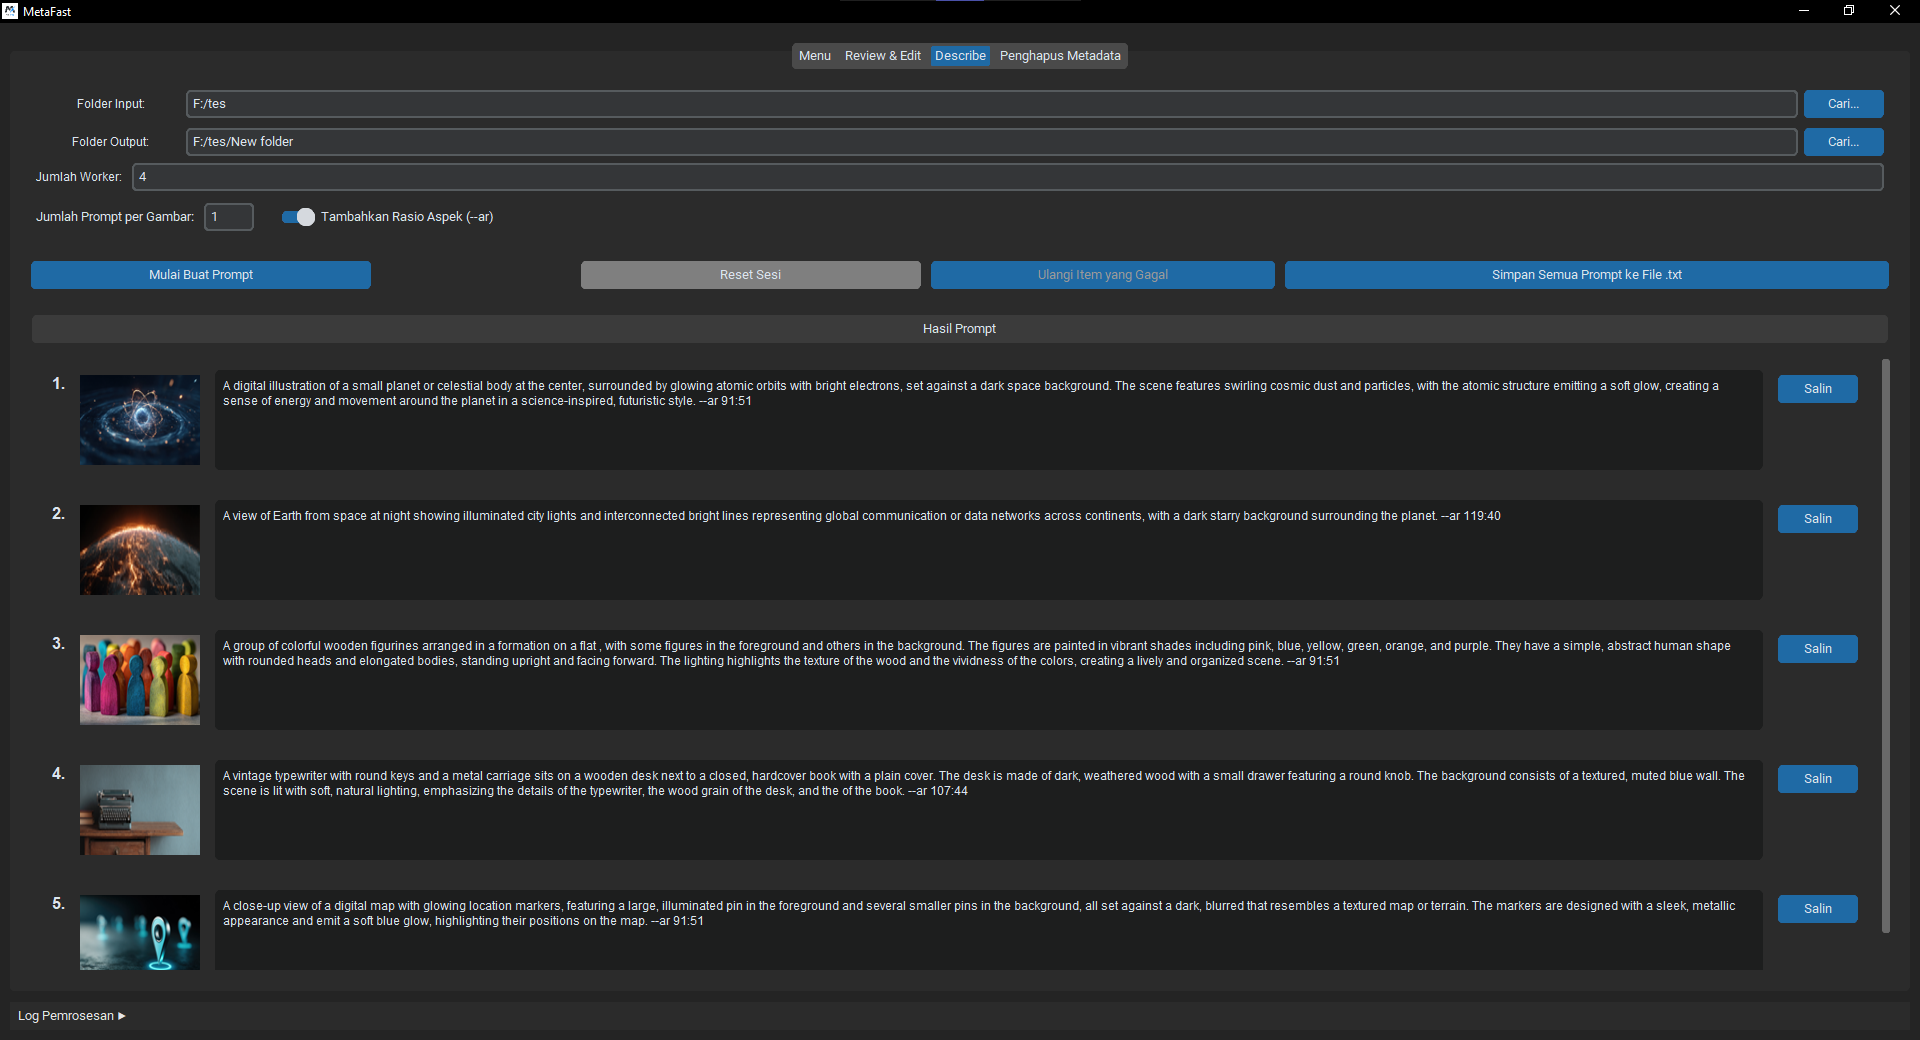 MetaFast
Menu Review & Edit Describe Penghapus Metadata
Folder Input: F:/tes Cari...
Folder Output: F:/tes/New folder Cari...
Jumlah Worker: 4
Jumlah Prompt per Gambar: 1 Tambahkan Rasio Aspek (--ar)
Mulai Buat Prompt Reset Sesi Ulangi Item yang Gagal Simpan Semua Prompt ke File .txt
Hasil Prompt
1. A digital illustration of a small planet or celestial body at the center, surrounded by glowing atomic orbits with bright electrons, set against a dark space background. The scene features swirling cosmic dust and particles, with the atomic structure emitting a soft glow, creating a Salin
sense of energy and movement around the planet in a science-inspired, futuristic style. --ar 91:51
2. A view of Earth from space at night showing illuminated city lights and interconnected bright lines representing global communication or data networks across continents, with a dark starry background surrounding the planet. --ar 119:40 Salin
3. A group of colorful wooden figurines arranged in a formation on a flat , with some figures in the foreground and others in the background. The figures are painted in vibrant shades including pink, blue, yellow, green, orange, and purple. They have a simple, abstract human shape Salin
with rounded heads and elongated bodies, standing upright and facing forward. The lighting highlights the texture of the wood and the vividness of the colors, creating a lively and organized scene. --ar 91:51
4. A vintage typewriter with round keys and a metal carriage sits on a wooden desk next to a closed, hardcover book with a plain cover. The desk is made of dark, weathered wood with a small drawer featuring a round knob. The background consists of a textured, muted blue wall. The Salin
scene is lit with soft, natural lighting, emphasizing the details of the typewriter, the wood grain of the desk, and the of the book. --ar 107:44
5. A close-up view of a digital map with glowing location markers, featuring a large, illuminated pin in the foreground and several smaller pins in the background, all set against a dark, blurred that resembles a textured map or terrain. The markers are designed with a sleek, metallic Salin
appearance and emit a soft blue glow, highlighting their positions on the map. --ar 91:51
Log Pemrosesan ▶